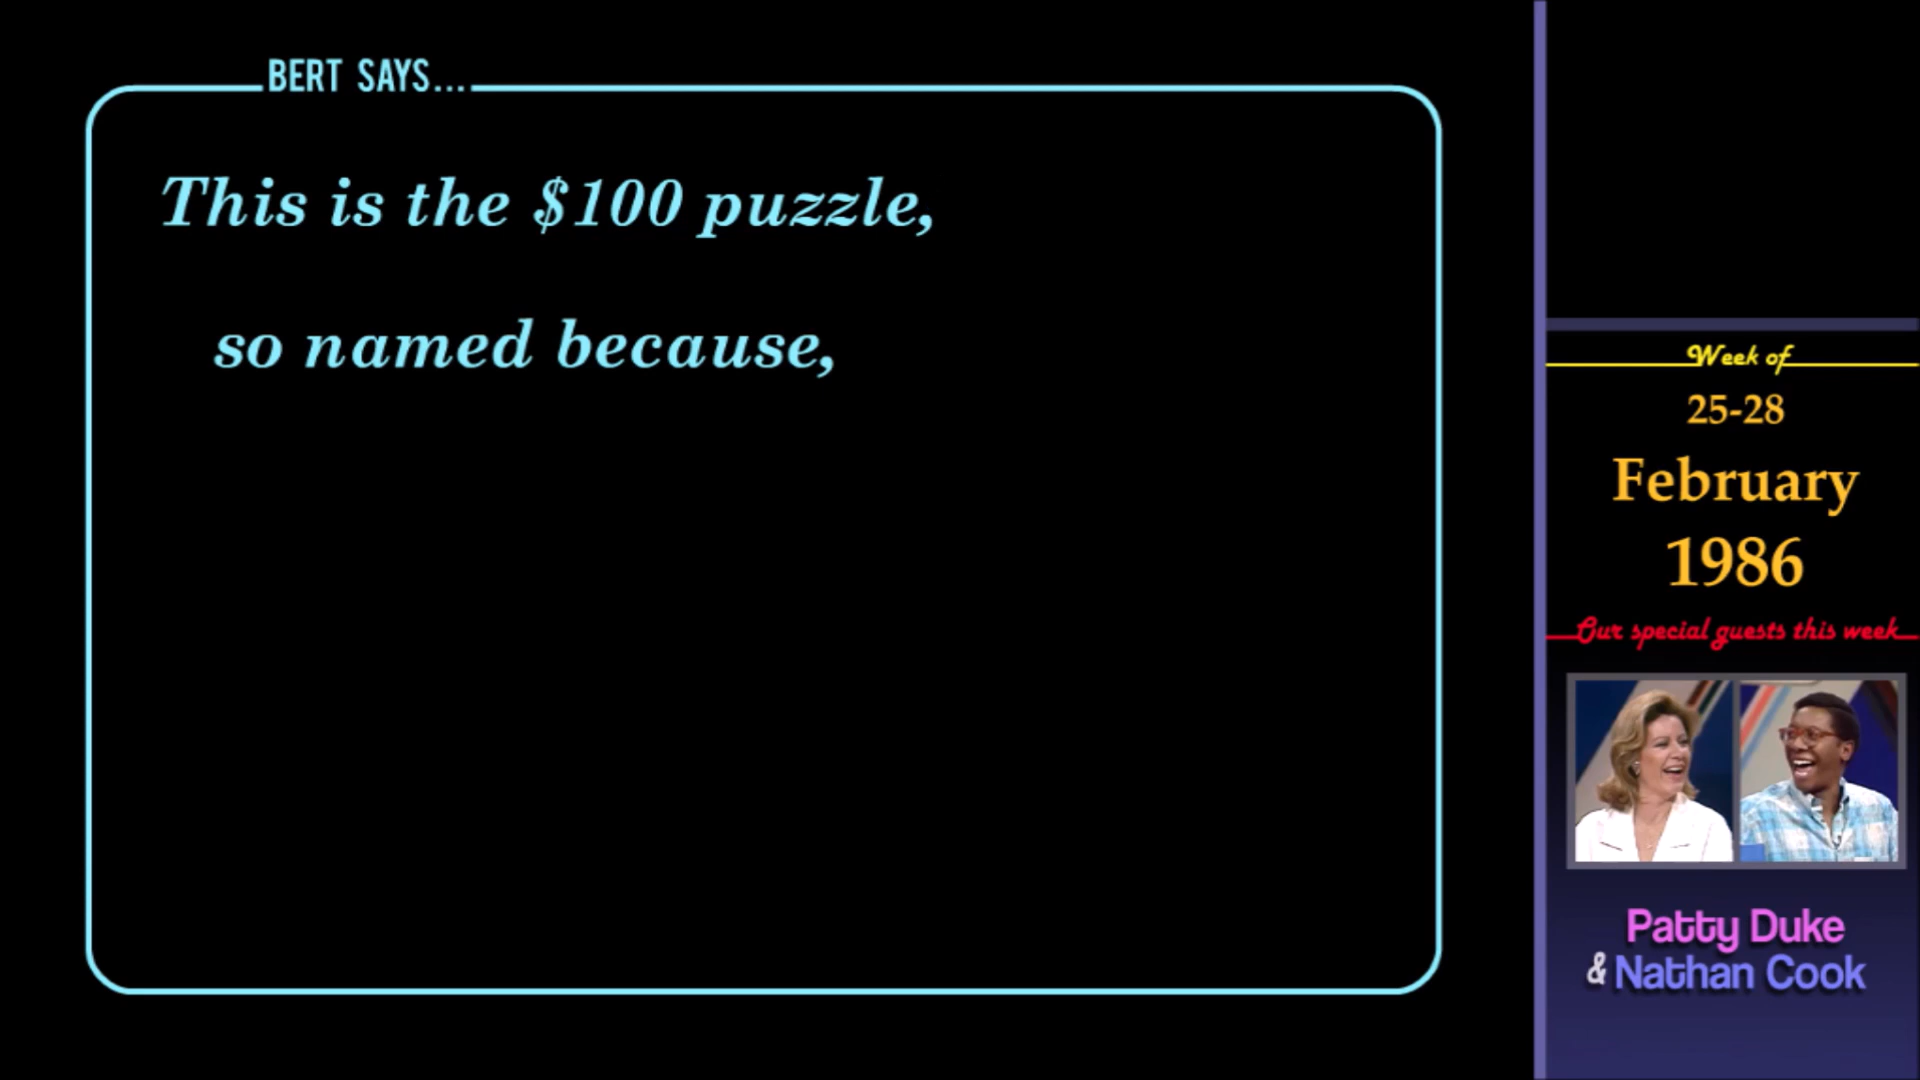 BERT SAYS...
This is the $100 puzzle,
so named because,
Week of
25-28
February
1986
Our special guests this week
Patty Duke
& Nathan Cook